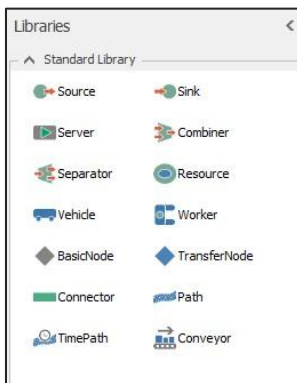 Libraries
Standard Library
Source Sink
Server Combiner
Separator Resource
Vehicle Worker
BasicNode TransferNode
Connector Path
TimePath Conveyor